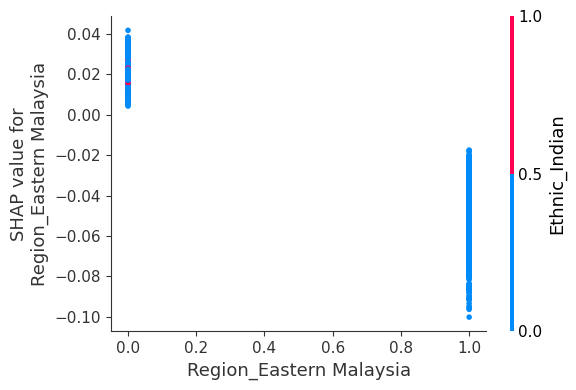 SHAP value for
Region_Eastern Malaysia
0.04
0.02
0.00
−0.02
−0.04
−0.06
−0.08
−0.10
0.0 0.2 0.4 0.6 0.8 1.0
Region_Eastern Malaysia
1.0
0.5
0.0
Ethnic_Indian